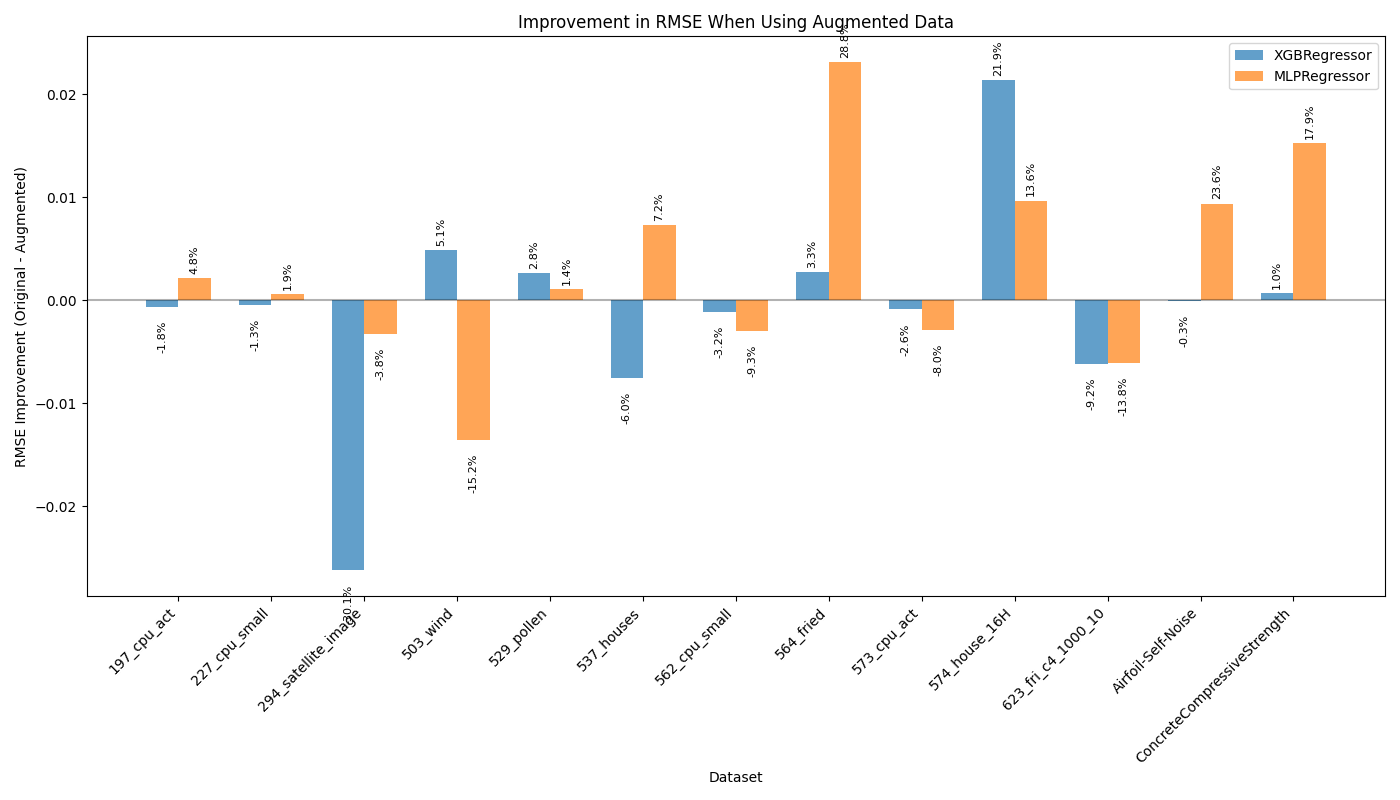 Improvement in RMSE When Using Augmented Data
XGBRegressor
MLPRegressor
RMSE Improvement (Original - Augmented)
0.02
0.01
0.00
−0.01
−0.02
-1.8%
4.8%
-1.3%
1.9%
-3.8%
5.1%
-15.2%
2.8%
1.4%
-6.0%
7.2%
-3.2%
-9.3%
3.3%
28.8%
-2.6%
-8.0%
21.9%
13.6%
-9.2%
-13.8%
-0.3%
23.6%
1.0%
17.9%
197_cpu_act
227_cpu_small
294_satellite_image
503_wind
529_pollen
537_houses
562_cpu_small
564_fried
573_cpu_act
574_house_16H
623_fri_c4_1000_10
Airfoil-Self-Noise
ConcreteCompressiveStrength
Dataset